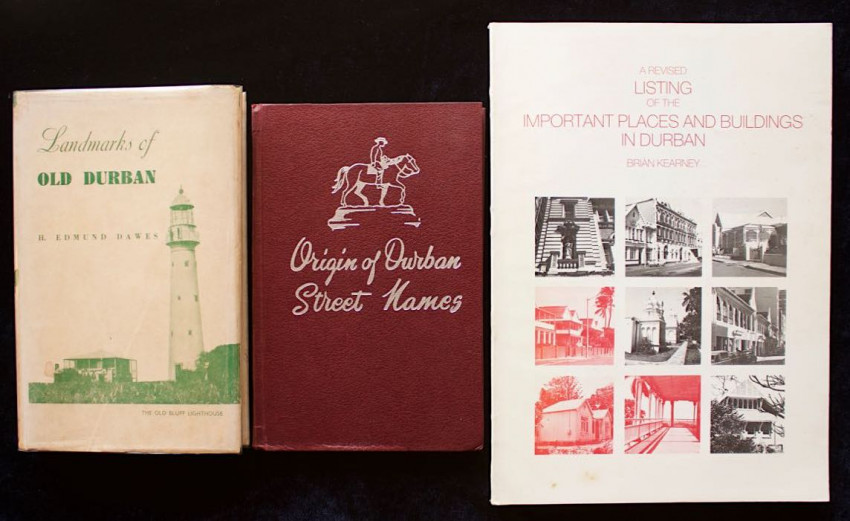 Landmarks of
OLD DURBAN
H. EDMUND DAWES
THE OLD BLUFF LIGHTHOUSE
Origin of Durban
Street Names
A REVISED
LISTING
OF THE
IMPORTANT PLACES AND BUILDINGS
IN DURBAN
BRIAN KEARNEY